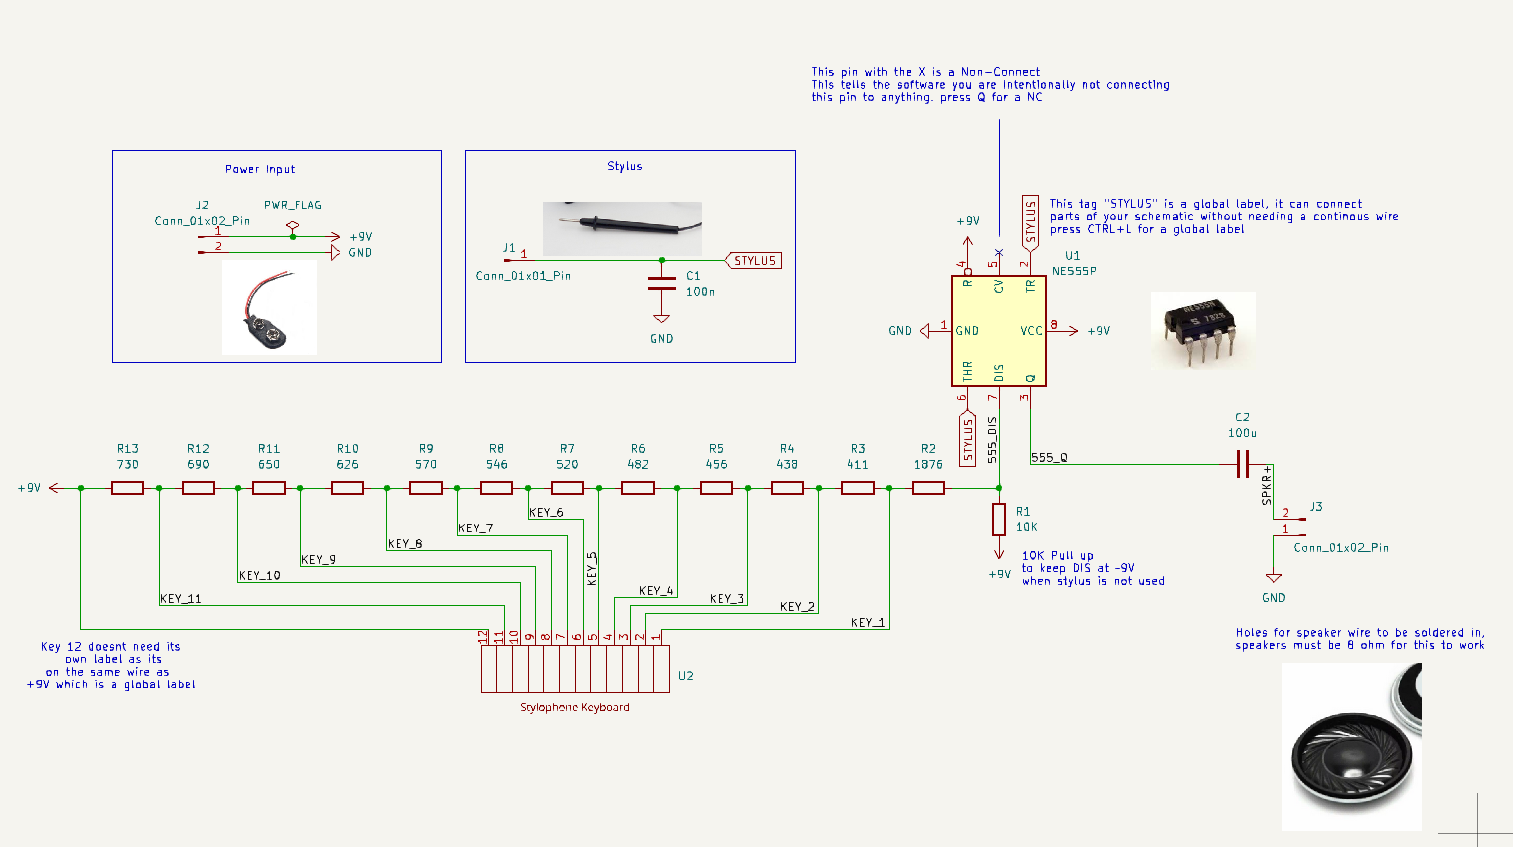 This pin with the X is a Non-Connect
This tells the software you are intentionally not connecting
this pin to anything. press Q for a NC
Power Input
J2
Conn_01x02_Pin
PWR_FLAG
1
+9V
2
GND
Stylus
J1
1
Conn_01x01_Pin
STYLUS
C1
100n
GND
This tag "STYLUS" is a global label, it can connect
parts of your schematic without needing a continous wire
press CTRL+L for a global label
+9V
STYLUS
U1
NE555P
4
5
2
R
CV
TR
GND
1
GND
VCC
8
+9V
THR
DIS
Q
6
7
3
STYLUS
555_DIS
555_Q
NE555N
7828
C2
100u
SPKR+
J3
2
1
Conn_01x02_Pin
GND
R13
730
R12
690
R11
650
R10
626
R9
570
R8
546
R7
520
R6
482
R5
456
R4
438
R3
411
R2
1876
+9V
R1
10K
+9V
10K Pull up
to keep DIS at ~9V
when stylus is not used
KEY_6
KEY_7
KEY_8
KEY_5
KEY_9
KEY_10
KEY_11
KEY_4
KEY_3
KEY_2
KEY_1
12
11
10
9
8
7
6
5
4
3
2
1
U2
Stylophone Keyboard
Key 12 doesnt need its
own label as its
on the same wire as
+9V which is a global label
Holes for speaker wire to be soldered in,
speakers must be 8 ohm for this to work